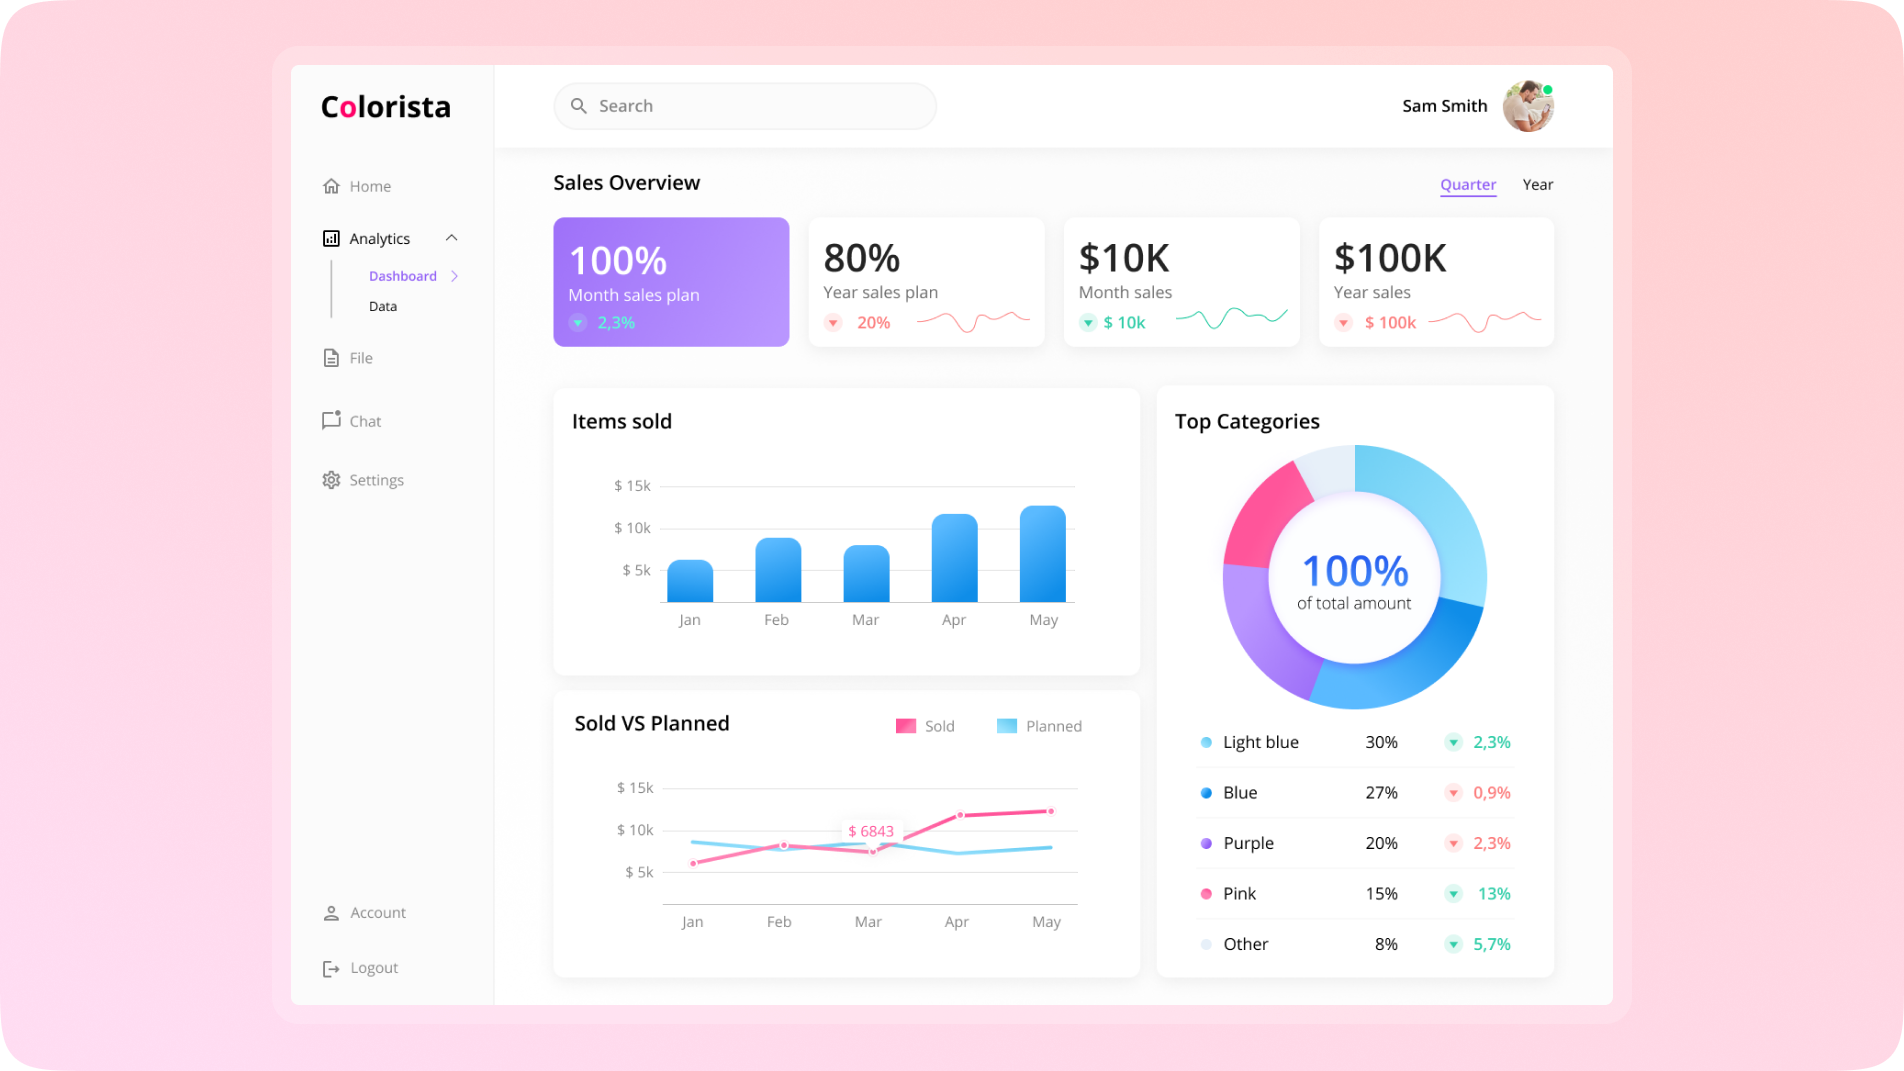 Colorista
Search
Sam Smith
Home
Analytics
Dashboard
Data
File
Chat
Settings
Account
Logout
Sales Overview
Quarter Year
100%
Month sales plan
2,3%
80%
Year sales plan
20%
$10K
Month sales
$ 10k
$100K
Year sales
$ 100k
Items sold
$ 15k
$ 10k
$ 5k
Jan Feb Mar Apr May
Sold VS Planned
Sold Planned
$ 15k
$ 10k
$ 5k
$ 6843
Jan Feb Mar Apr May
Top Categories
100%
of total amount
Light blue 30% 2,3%
Blue 27% 0,9%
Purple 20% 2,3%
Pink 15% 13%
Other 8% 5,7%